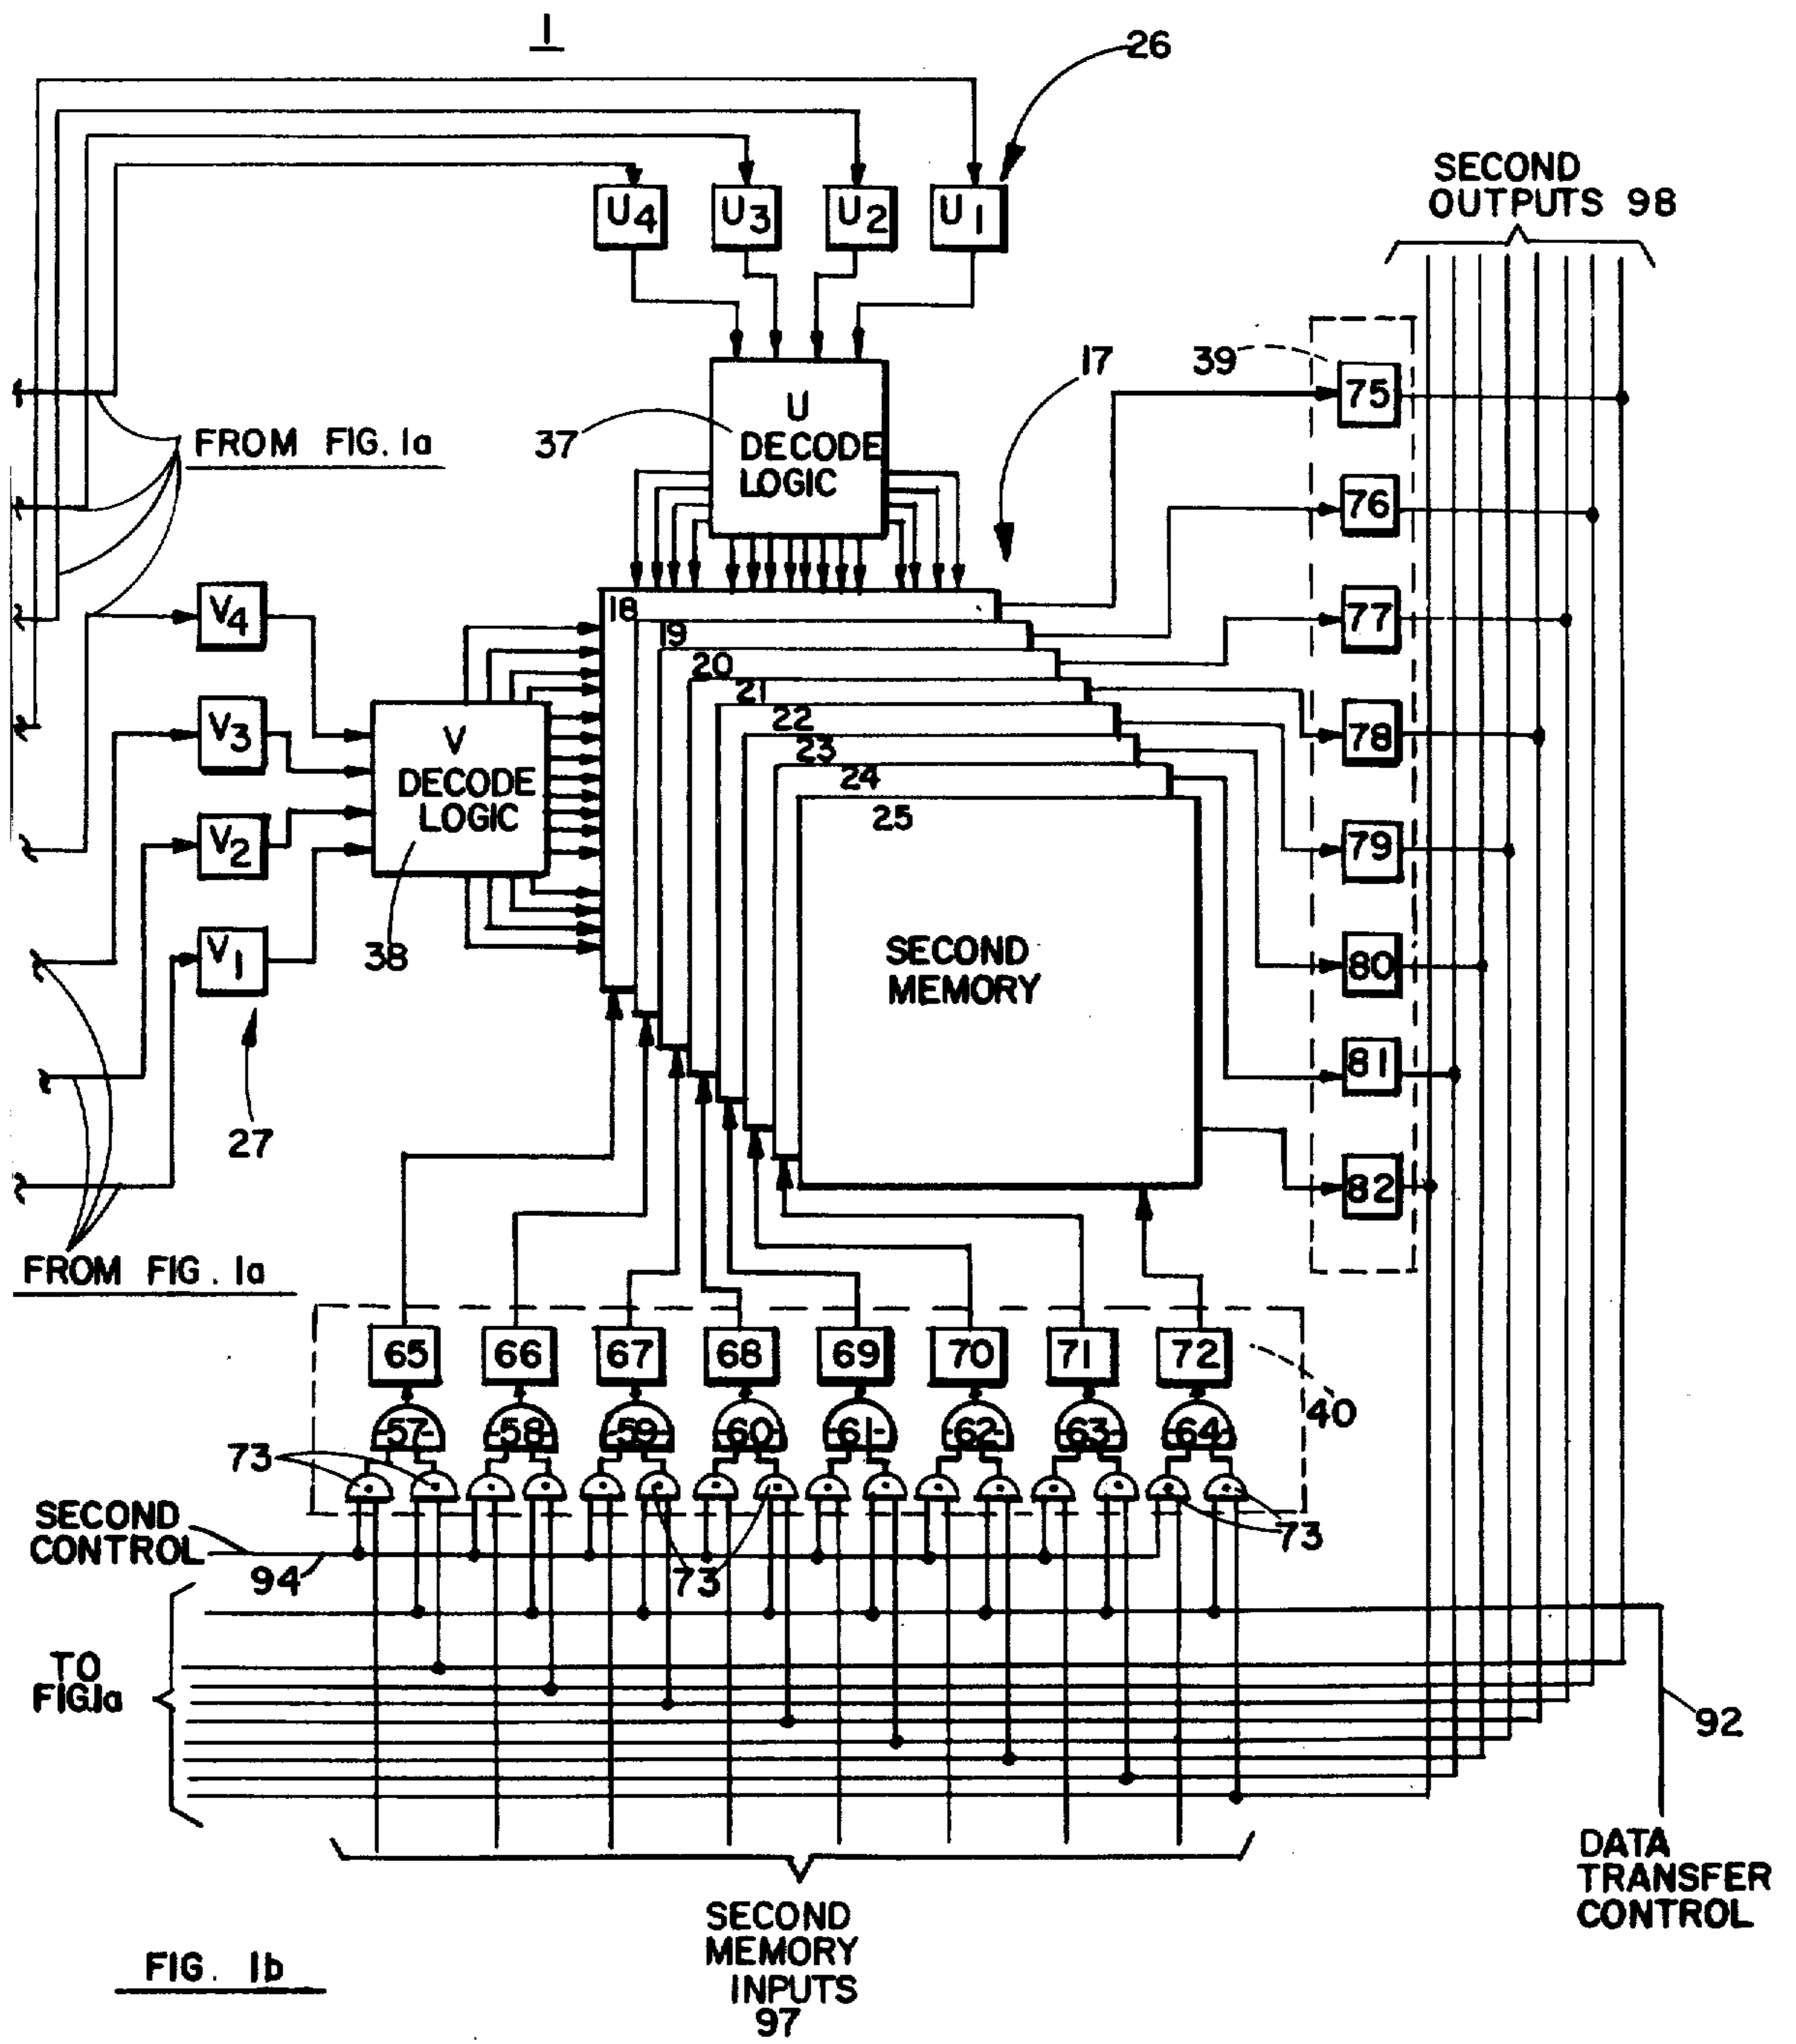 1
26
SECOND
OUTPUTS 98
U4
U3
U2
U1
17
39
75
U
DECODE
LOGIC
37
FROM FIG. 1a
76
V4
18
77
19
20
21
22
78
V3
V
DECODE
LOGIC
23
24
25
79
V2
38
V1
SECOND
MEMORY
80
81
27
82
FROM FIG. 1a
65
66
67
68
69
70
71
72
40
57
58
59
60
61
62
63
64
73
SECOND
CONTROL
94
73
73
TO
FIG.1a
92
DATA
TRANSFER
CONTROL
SECOND
MEMORY
INPUTS
97
FIG. 1b